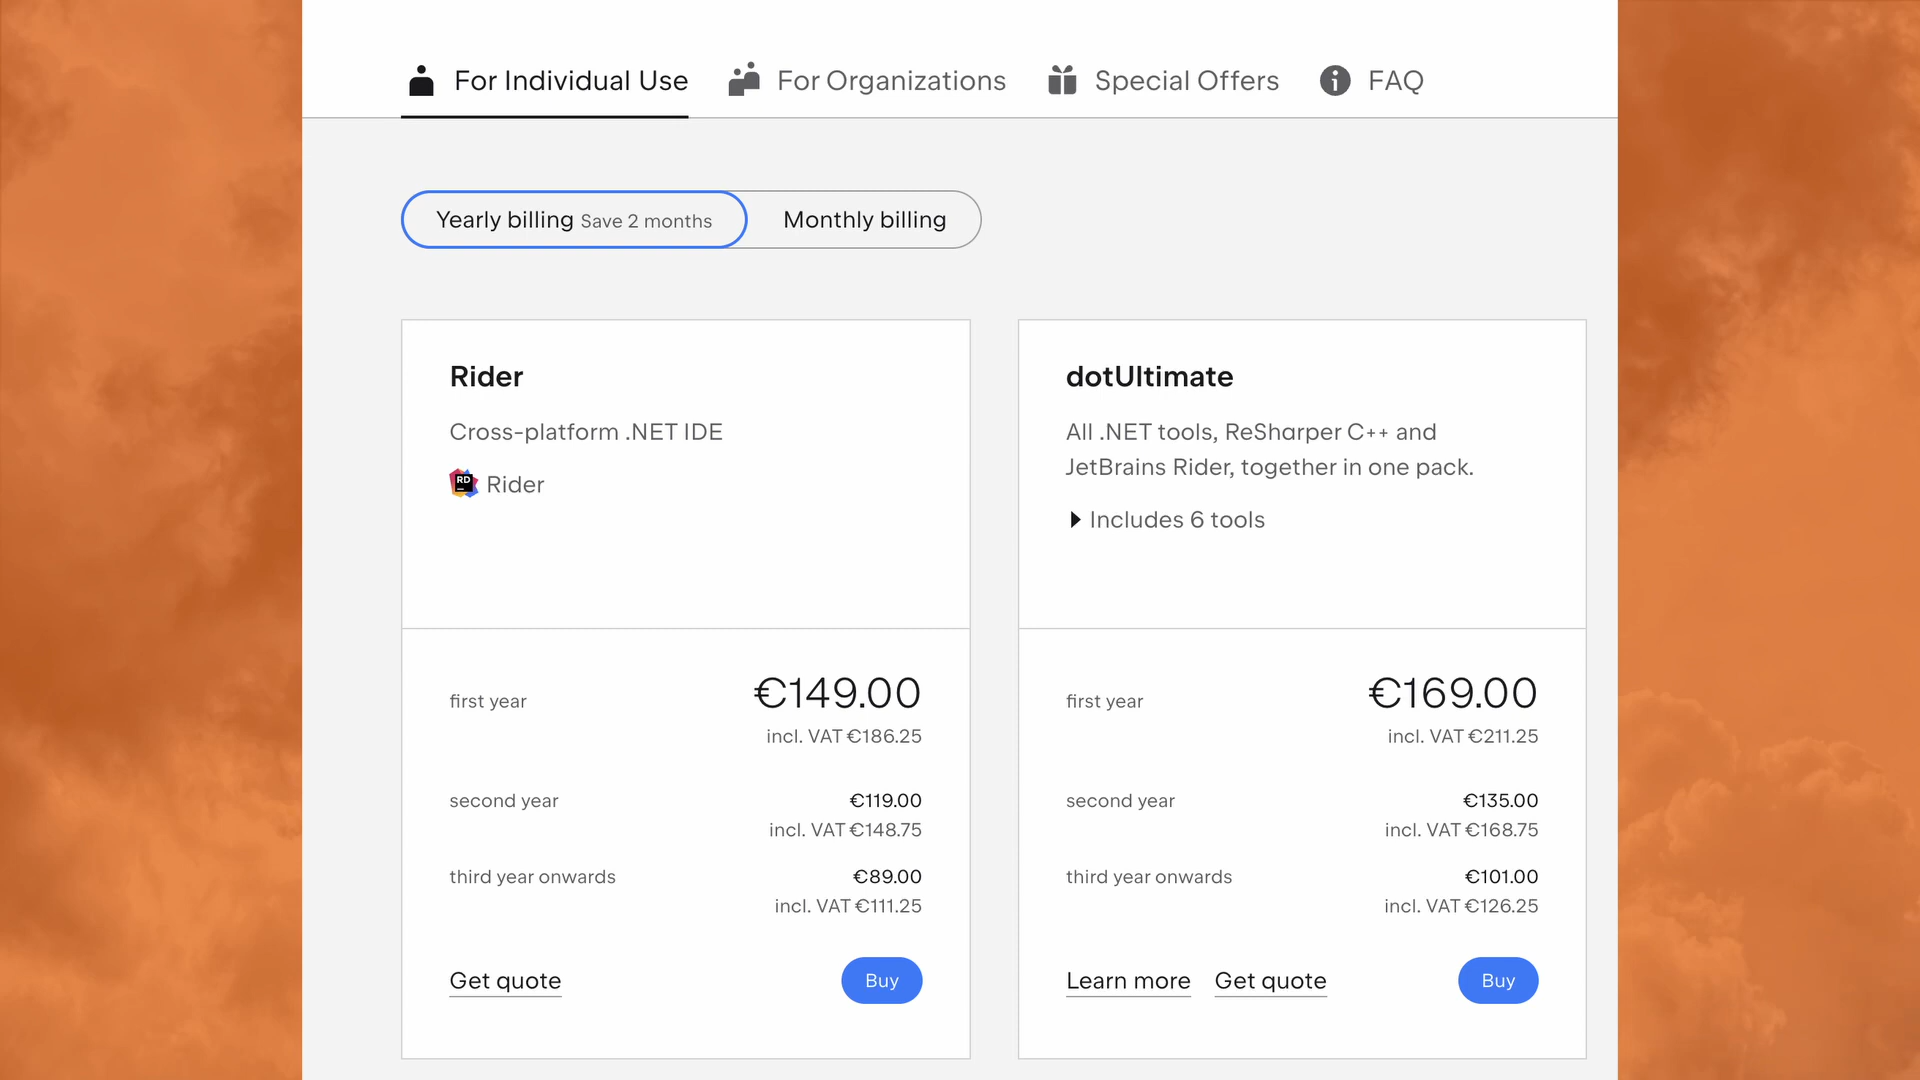 For Individual Use
For Organizations
Special Offers
FAQ
Yearly billing Save 2 months
Monthly billing
Rider
Cross-platform .NET IDE
RD
Rider
first year
€149.00
incl. VAT €186.25
second year
€119.00
incl. VAT €148.75
third year onwards
€89.00
incl. VAT €111.25
Get quote
Buy
dotUltimate
All .NET tools, ReSharper C++ and
JetBrains Rider, together in one pack.
Includes 6 tools
first year
€169.00
incl. VAT €211.25
second year
€135.00
incl. VAT €168.75
third year onwards
€101.00
incl. VAT €126.25
Learn more
Get quote
Buy